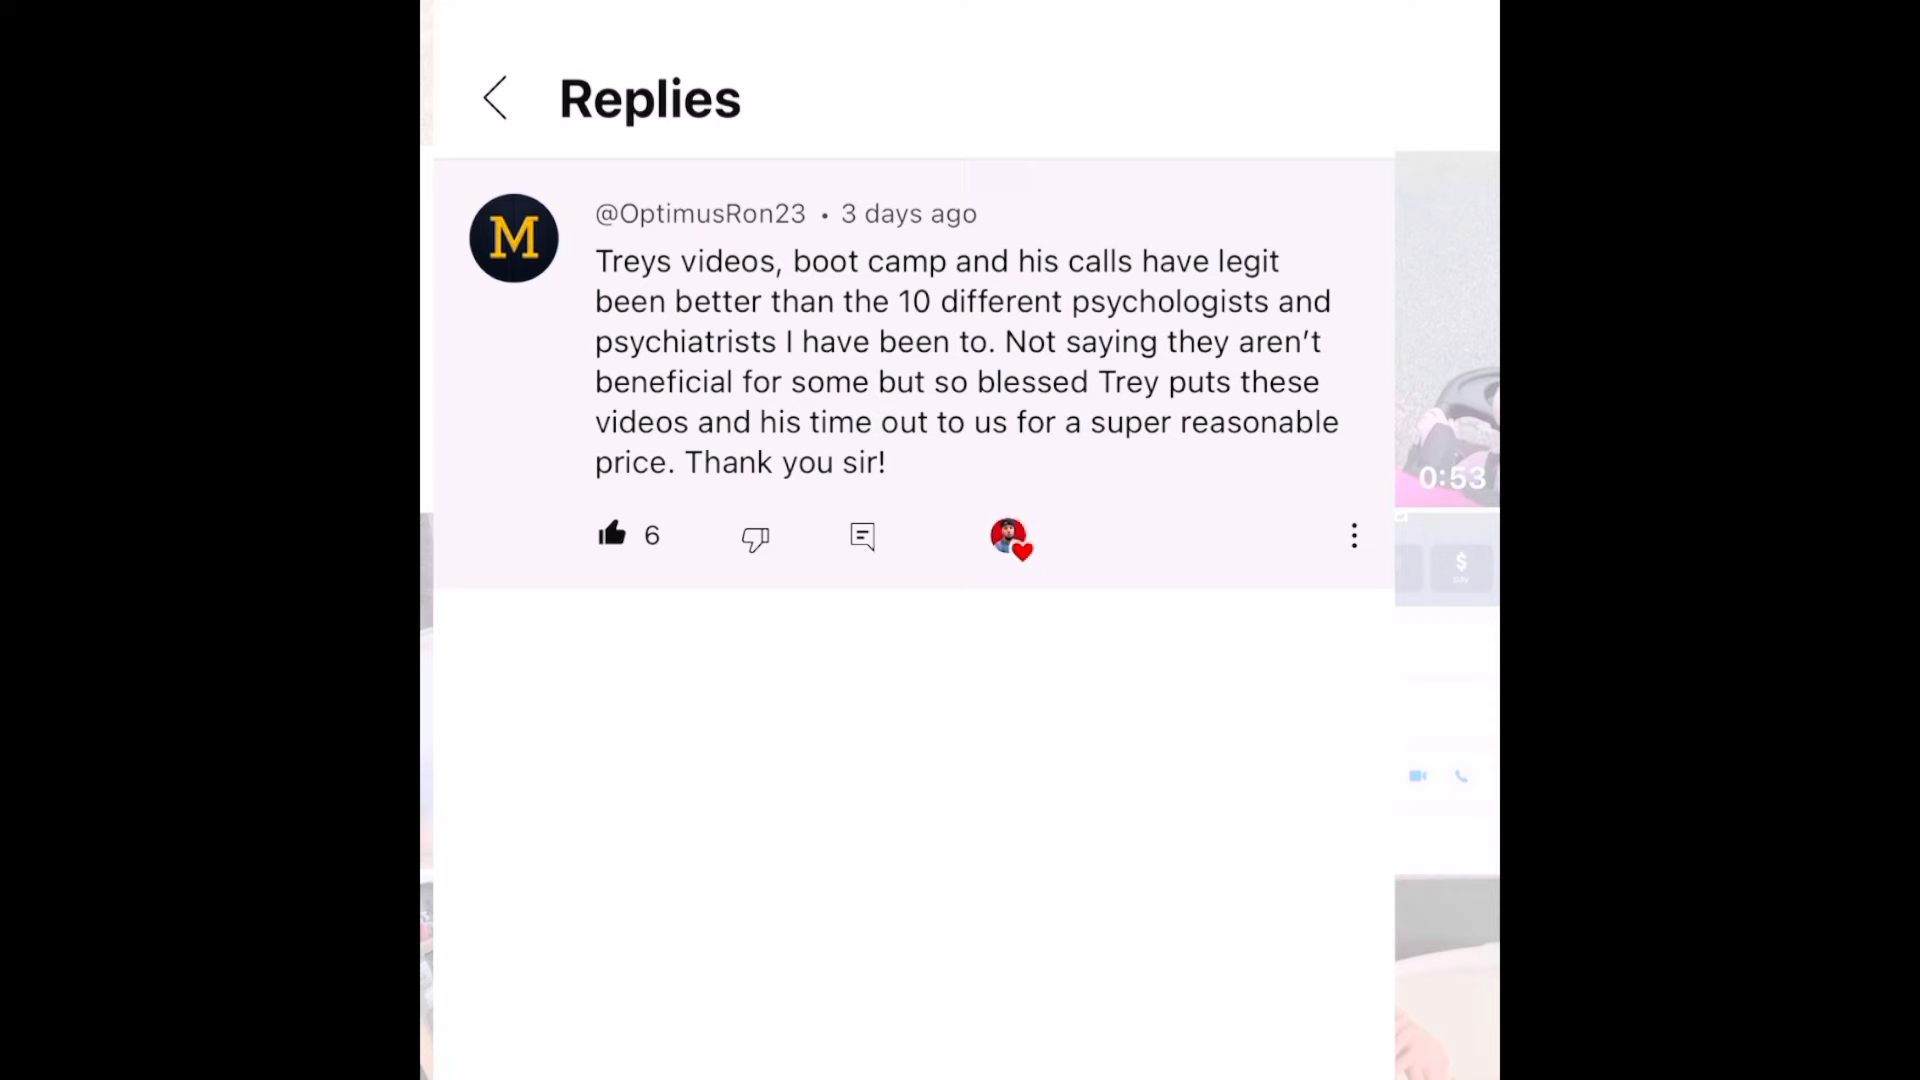 Replies
M
@OptimusRon23 • 3 days ago
Treys videos, boot camp and his calls have legit
been better than the 10 different psychologists and
psychiatrists I have been to. Not saying they aren’t
beneficial for some but so blessed Trey puts these
videos and his time out to us for a super reasonable
price. Thank you sir!
6
0:53
$
pay